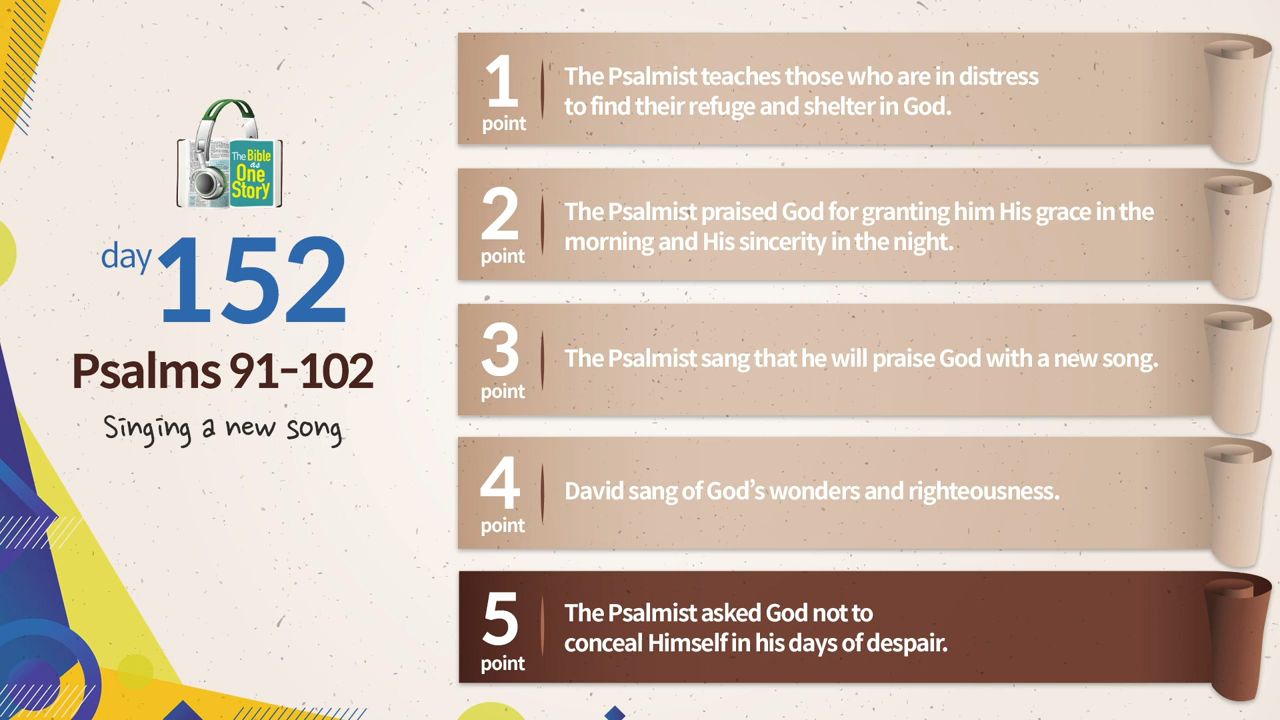 The Bible
as
One
Story
day 152
Psalms 91-102
Singing a new song
1
point
The Psalmist teaches those who are in distress
to find their refuge and shelter in God.
2
point
The Psalmist praised God for granting him His grace in the
morning and His sincerity in the night.
3
point
The Psalmist sang that he will praise God with a new song.
4
point
David sang of God’s wonders and righteousness.
5
point
The Psalmist asked God not to
conceal Himself in his days of despair.